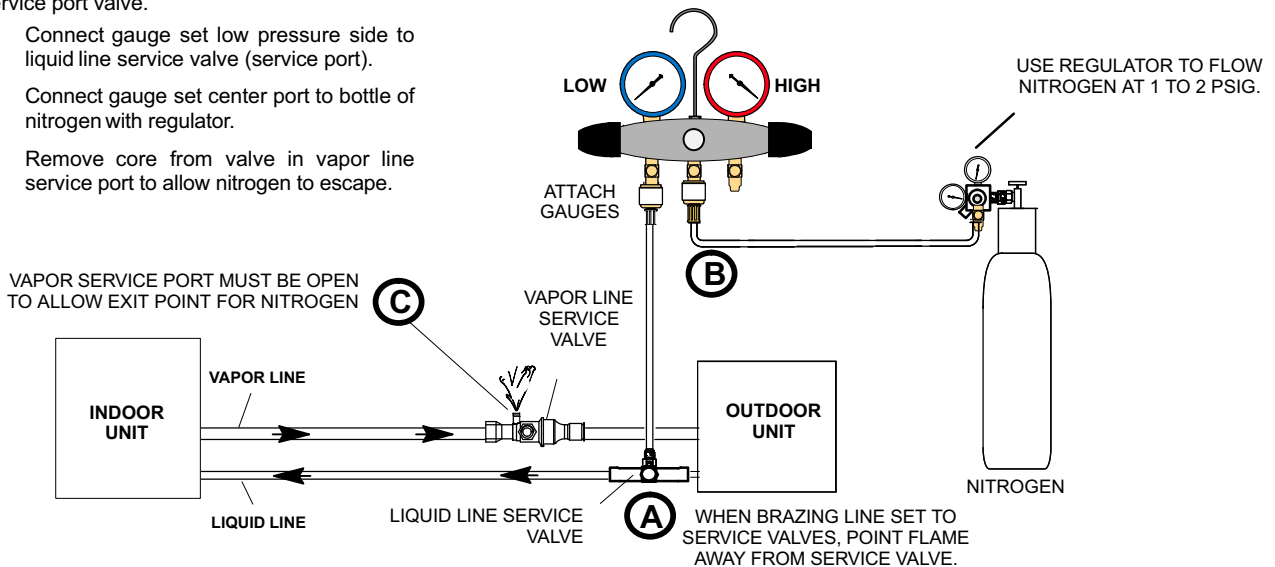 service port valve.
Connect gauge set low pressure side to
liquid line service valve (service port).
Connect gauge set center port to bottle of
nitrogen with regulator.
Remove core from valve in vapor line
service port to allow nitrogen to escape.
LOW
HIGH
USE REGULATOR TO FLOW
NITROGEN AT 1 TO 2 PSIG.
ATTACH
GAUGES
B
VAPOR SERVICE PORT MUST BE OPEN
TO ALLOW EXIT POINT FOR NITROGEN
C
VAPOR LINE
SERVICE
VALVE
VAPOR LINE
INDOOR
UNIT
OUTDOOR
UNIT
NITROGEN
LIQUID LINE
LIQUID LINE SERVICE
VALVE
A
WHEN BRAZING LINE SET TO
SERVICE VALVES, POINT FLAME
AWAY FROM SERVICE VALVE.